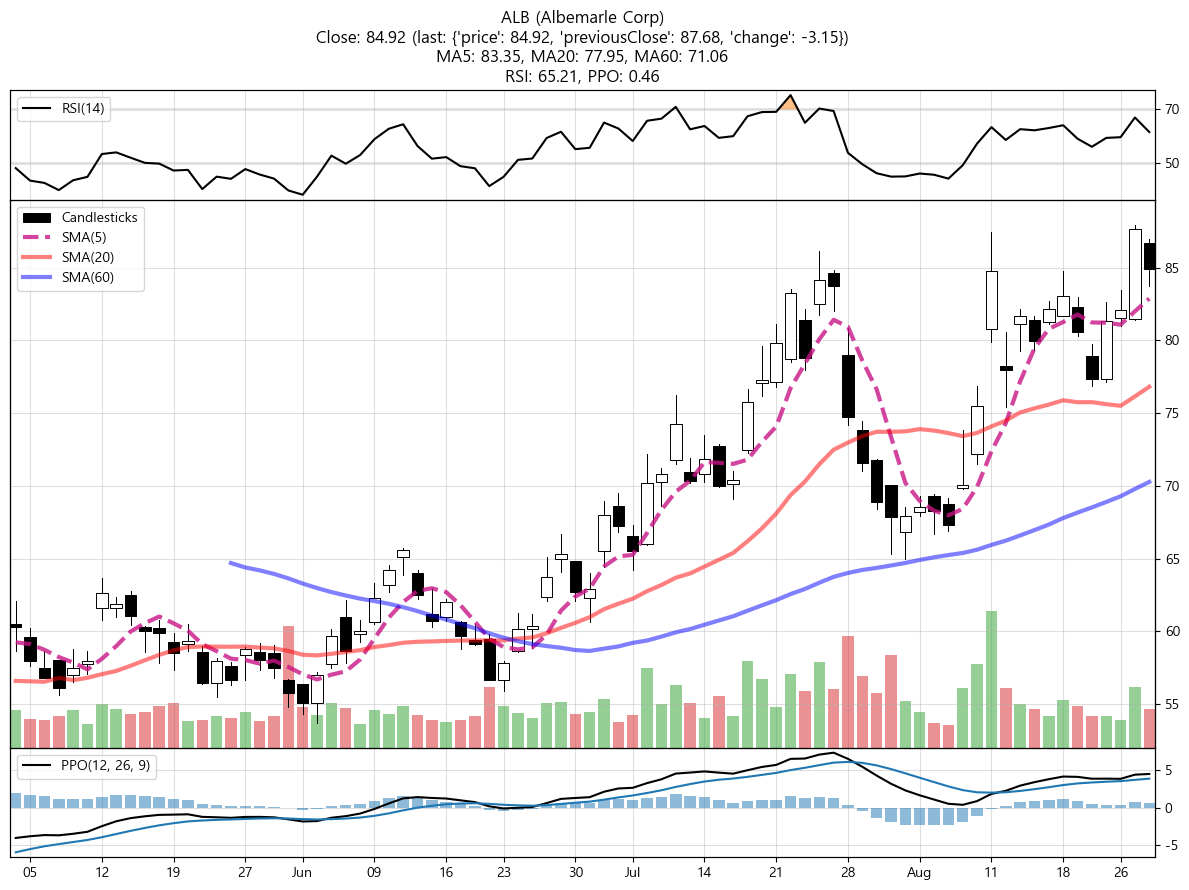 ALB (Albemarle Corp)
Close: 84.92 (last: {'price': 84.92, 'previousClose': 87.68, 'change': -3.15})
MA5: 83.35, MA20: 77.95, MA60: 71.06
RSI: 65.21, PPO: 0.46
RSI(14)
70
50
Candlesticks
SMA(5)
SMA(20)
SMA(60)
85
80
75
70
65
60
55
PPO(12, 26, 9)
5
0
-5
05 12 19 27 Jun 09 16 23 30 Jul 14 21 28 Aug 11 18 26